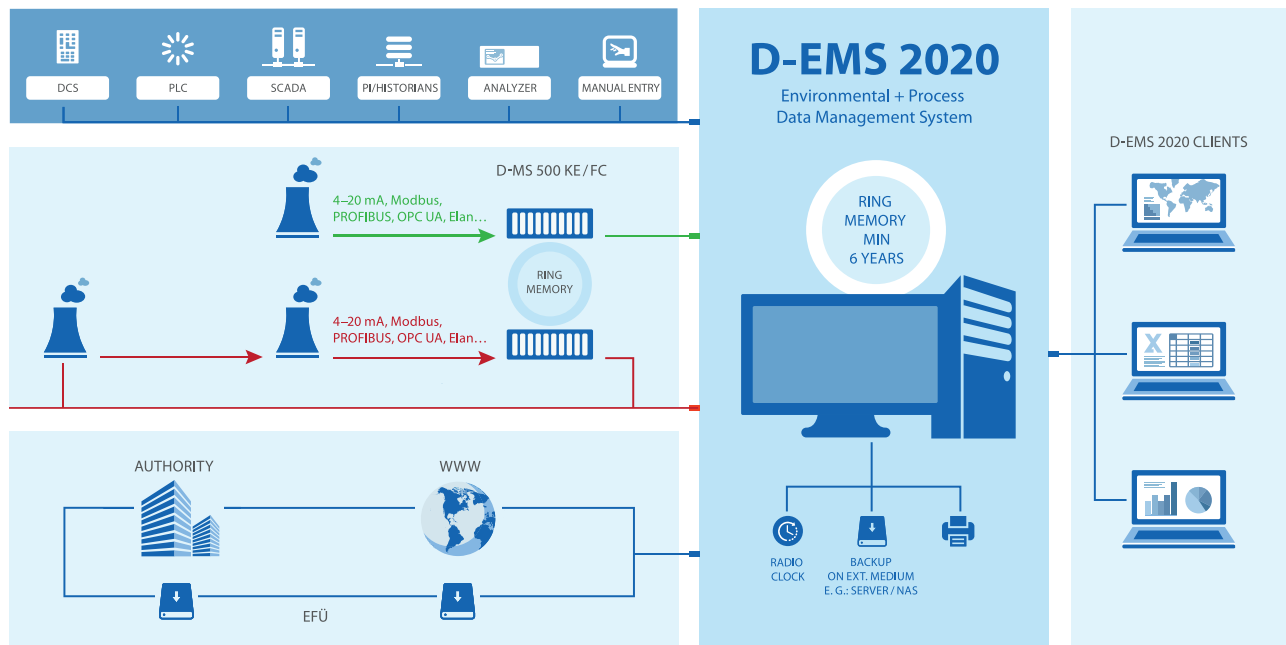 DCS
PLC
SCADA
PI/HISTORIANS
ANALYZER
MANUAL ENTRY
D-MS 500 KE/FC
4–20 mA, Modbus,
PROFIBUS, OPC UA, Elan…
RING
MEMORY
4–20 mA, Modbus,
PROFIBUS, OPC UA, Elan…
AUTHORITY
WWW
EFÜ
D-EMS 2020
Environmental + Process
Data Management System
RING
MEMORY
MIN
6 YEARS
RADIO
CLOCK
BACKUP
ON EXT. MEDIUM
E. G.: SERVER / NAS
D-EMS 2020 CLIENTS
X